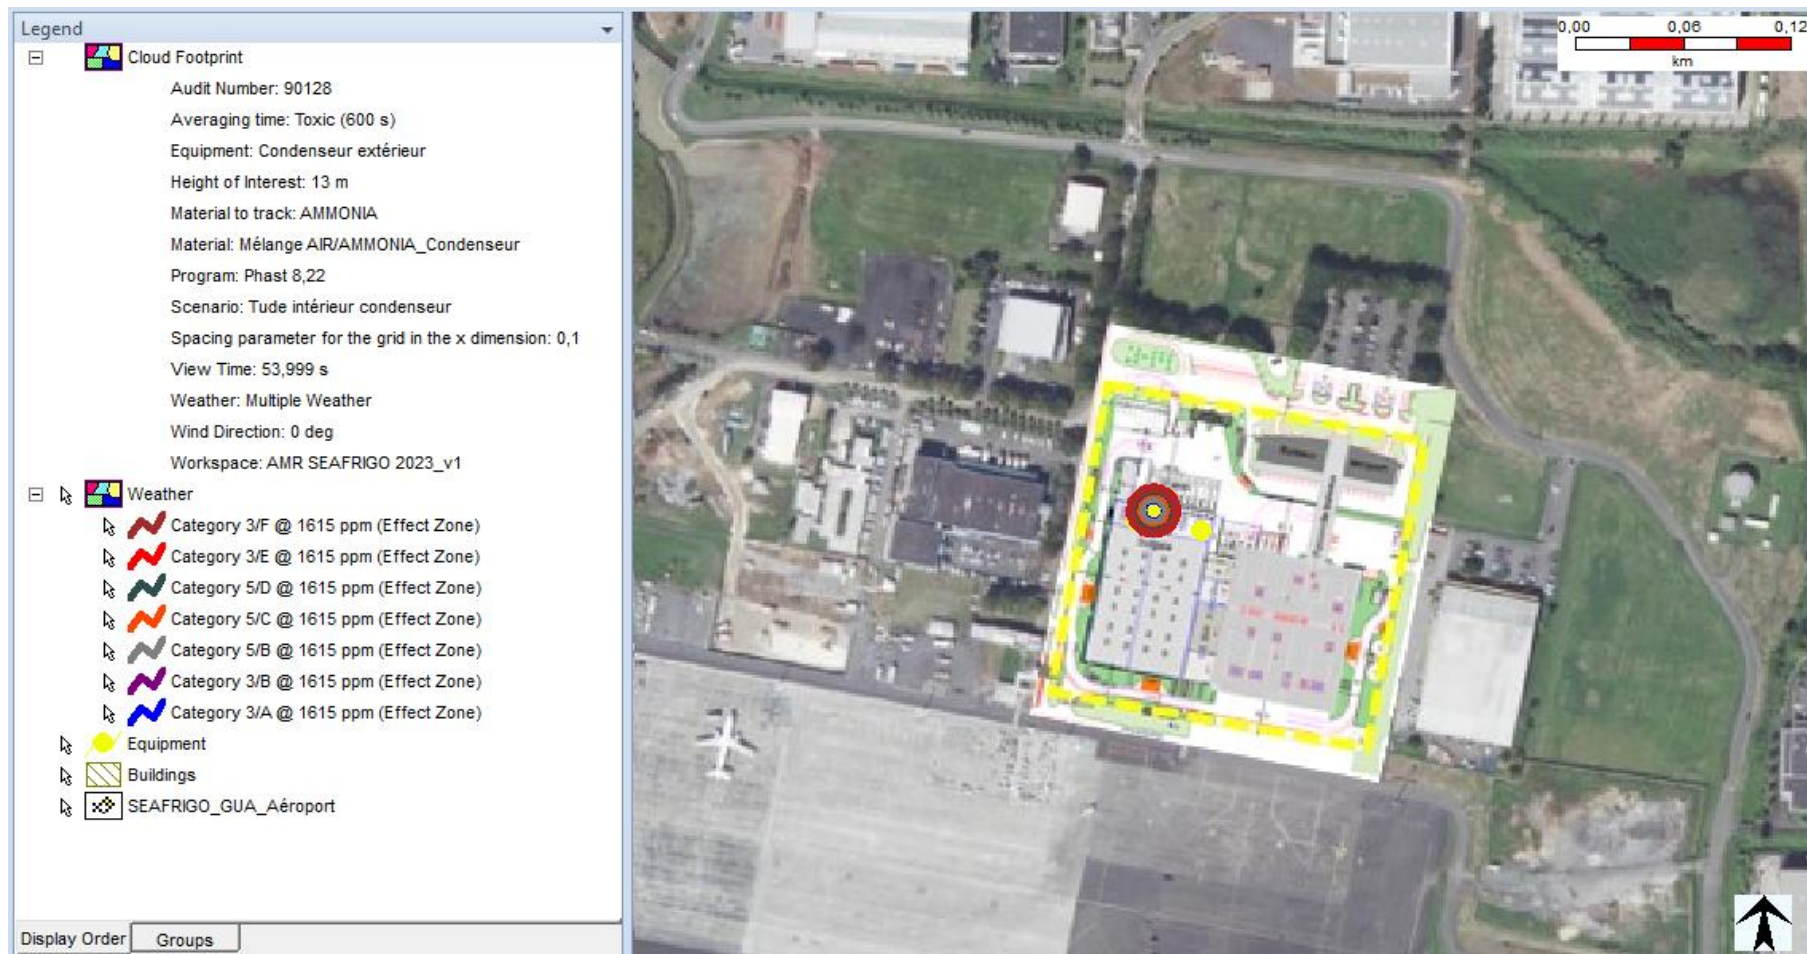 Legend
Cloud Footprint
Audit Number: 90128
Averaging time: Toxic (600 s)
Equipment: Condenseur extérieur
Height of Interest: 13 m
Material to track: AMMONIA
Material: Mélange AIR/AMMONIA_Condenseur
Program: Phast 8,22
Scenario: Tude intérieur condenseur
Spacing parameter for the grid in the x dimension: 0,1
View Time: 53,999 s
Weather: Multiple Weather
Wind Direction: 0 deg
Workspace: AMR SEAFRIGO 2023_v1
Weather
Category 3/F @ 1615 ppm (Effect Zone)
Category 3/E @ 1615 ppm (Effect Zone)
Category 5/D @ 1615 ppm (Effect Zone)
Category 5/C @ 1615 ppm (Effect Zone)
Category 5/B @ 1615 ppm (Effect Zone)
Category 3/B @ 1615 ppm (Effect Zone)
Category 3/A @ 1615 ppm (Effect Zone)
Equipment
Buildings
SEAFRIGO_GUA_Aéroport
Display Order Groups
0,00 0,06 0,12
km